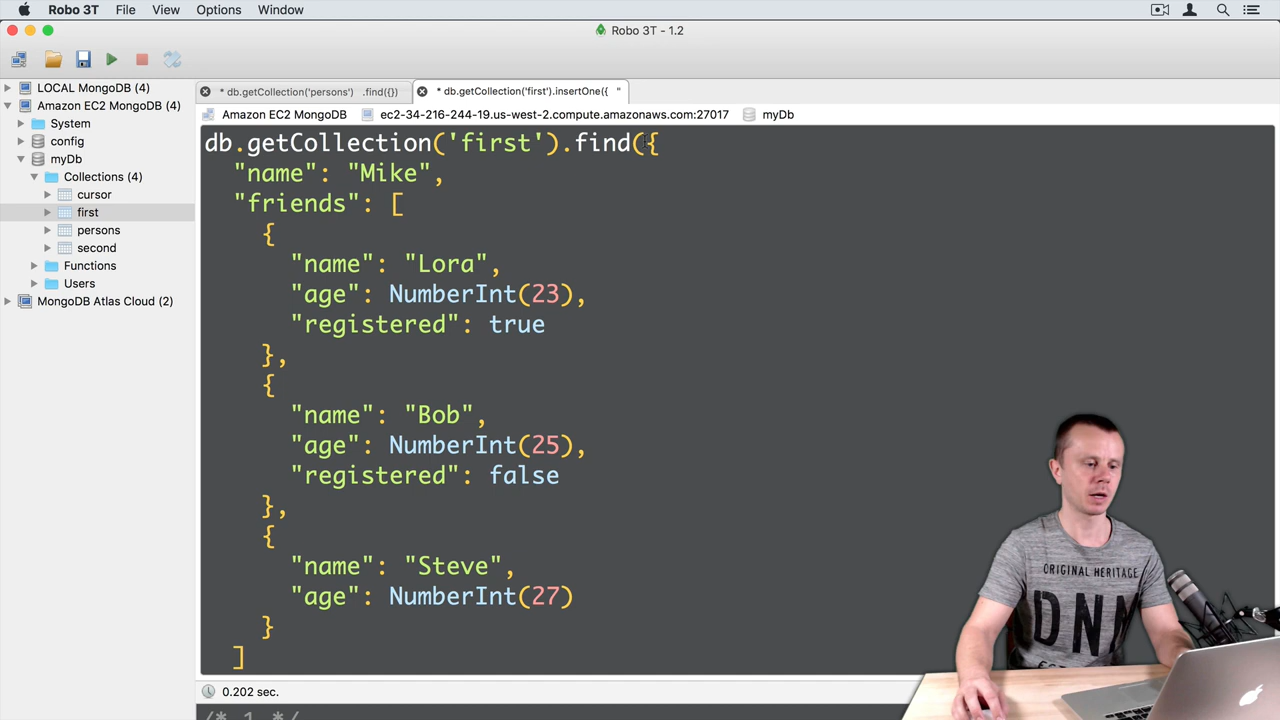 Robo 3T File View Options Window
Robo 3T - 1.2
LOCAL MongoDB (4)
Amazon EC2 MongoDB (4)
System
config
myDb
Collections (4)
cursor
first
persons
second
Functions
Users
MongoDB Atlas Cloud (2)
* db.getCollection('persons') .find({})
* db.getCollection('first').insertOne({ "
Amazon EC2 MongoDB ec2-34-216-244-19.us-west-2.compute.amazonaws.com:27017 myDb
db.getCollection('first').find({
"name": "Mike",
"friends": [
{
"name": "Lora",
"age": NumberInt(23),
"registered": true
},
{
"name": "Bob",
"age": NumberInt(25),
"registered": false
},
{
"name": "Steve",
"age": NumberInt(27)
}
]
0.202 sec.
/* 1 */
ORIGINAL HERITAGE
DNM